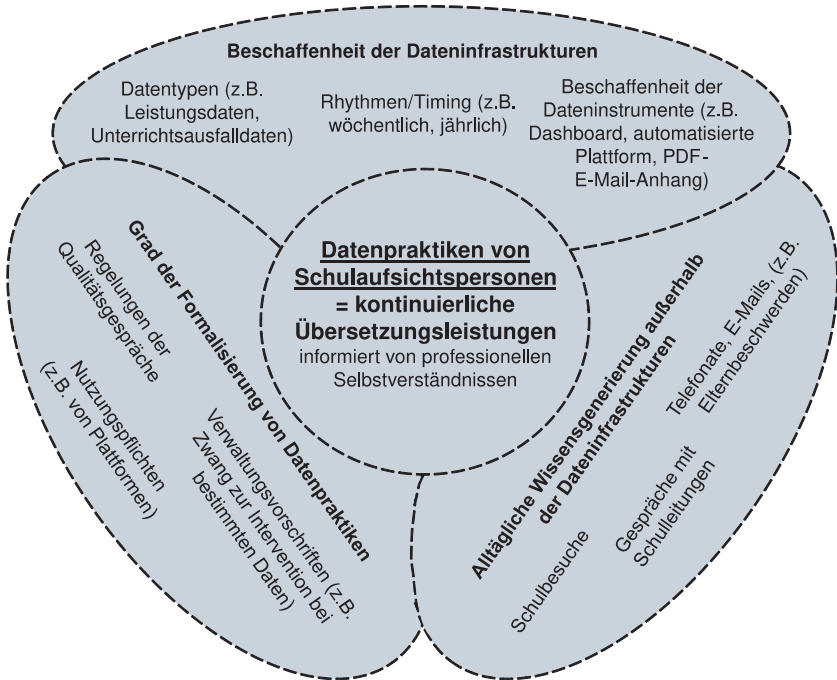 Beschaffenheit der Dateninfrastrukturen
Datentypen (z.B.
Leistungsdaten,
Unterrichtsausfalldaten)
Rhythmen/Timing (z.B.
wöchentlich, jährlich)
Beschaffenheit der
Dateninstrumente (z.B.
Dashboard, automatisierte
Plattform, PDF-
E-Mail-Anhang)
Datenpraktiken von
Schulaufsichtspersonen
= kontinuierliche
Übersetzungsleistungen
informiert von professionellen
Selbstverständnissen
Grad der Formalisierung von Datenpraktiken
Regelungen der
Qualitätsgespräche
Nutzungspflichten
(z.B. von Plattformen)
Verwaltungsvorschriften (z.B.
Zwang zur Intervention bei
bestimmten Daten)
Alltägliche Wissensgenerierung außerhalb
der Dateninfrastrukturen
Telefonate, E-Mails, (z.B.
Elternbeschwerden)
Gespräche mit
Schulleitungen
Schulbesuche